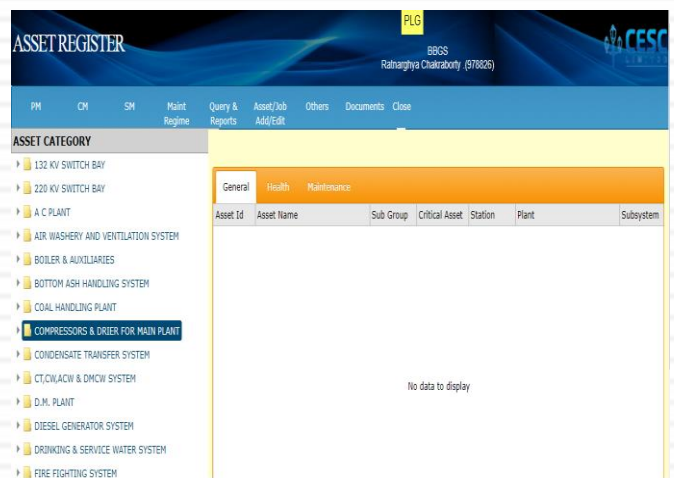 PLG
ASSET REGISTER
BBGS
Ratnarghya Chakraborty .(978826)
CESC
LIMITED
PM CM SM Maint Regime Query & Reports Asset/Job Add/Edit Others Documents Close
ASSET CATEGORY
132 KV SWITCH BAY
220 KV SWITCH BAY
A C PLANT
AIR WASHERY AND VENTILATION SYSTEM
BOILER & AUXILIARIES
BOTTOM ASH HANDLING SYSTEM
COAL HANDLING PLANT
COMPRESSORS & DRIER FOR MAIN PLANT
CONDENSATE TRANSFER SYSTEM
CT,CW,ACW & DMCW SYSTEM
D.M. PLANT
DIESEL GENERATOR SYSTEM
DRINKING & SERVICE WATER SYSTEM
FIRE FIGHTING SYSTEM
General Health Maintenance
Asset Id Asset Name Sub Group Critical Asset Station Plant Subsystem
No data to display